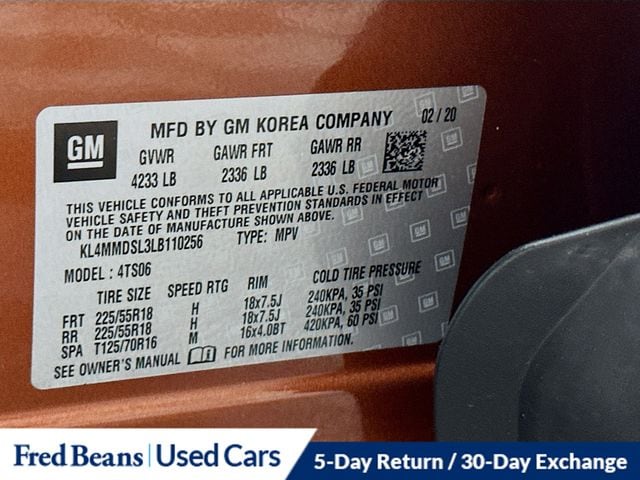 GM
MFD BY GM KOREA COMPANY 02/20
GVWR GAWR FRT GAWR RR
4233 LB 2336 LB 2336 LB
THIS VEHICLE CONFORMS TO ALL APPLICABLE U.S. FEDERAL MOTOR
VEHICLE SAFETY AND THEFT PREVENTION STANDARDS IN EFFECT
ON THE DATE OF MANUFACTURE SHOWN ABOVE.
KL4MMDSL3LB110256 TYPE: MPV
MODEL: 4TS06
TIRE SIZE SPEED RTG RIM COLD TIRE PRESSURE
FRT 225/55R18 H 18x7.5J 240KPA, 35 PSI
RR 225/55R18 H 18x7.5J 240KPA, 35 PSI
SPA T125/70R16 M 16x4.0BT 420KPA, 60 PSI
SEE OWNER'S MANUAL FOR MORE INFORMATION.
Fred Beans | Used Cars
5-Day Return / 30-Day Exchange